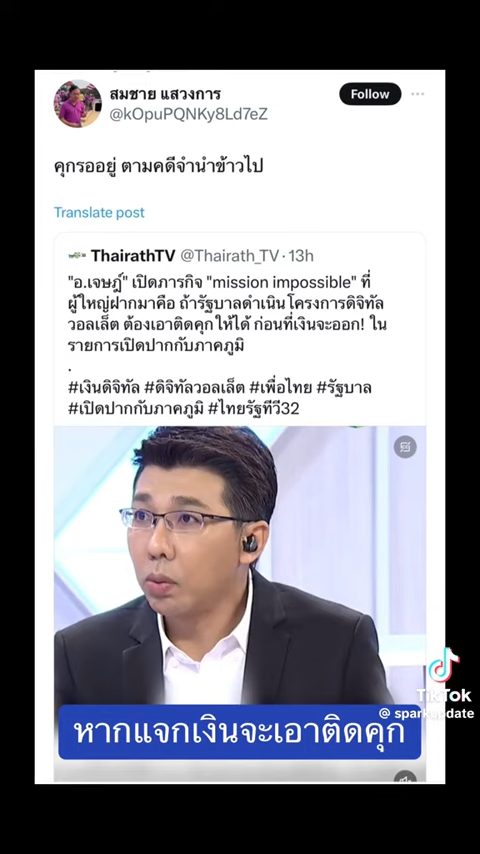 สมชาย แสวงการ
@kOpuPQNKy8Ld7eZ
Follow
คุกรออยู่ ตามคดีจำนำข้าวไป
Translate post
ThairathTV @Thairath_TV · 13h
"อ.เจษฎ์" เปิดภารกิจ "mission impossible" ที่
ผู้ใหญ่ฝากมาคือ ถ้ารัฐบาลดำเนินโครงการดิจิทัล
วอลเล็ต ต้องเอาติดคุกให้ได้ ก่อนที่เงินจะออก! ใน
รายการเปิดปากกับภาคภูมิ
.
#เงินดิจิทัล #ดิจิทัลวอลเล็ต #เพื่อไทย #รัฐบาล
#เปิดปากกับภาคภูมิ #ไทยรัฐทีวี32
หากแจกเงินจะเอาติดคุก
TikTok
@ sparkupdate